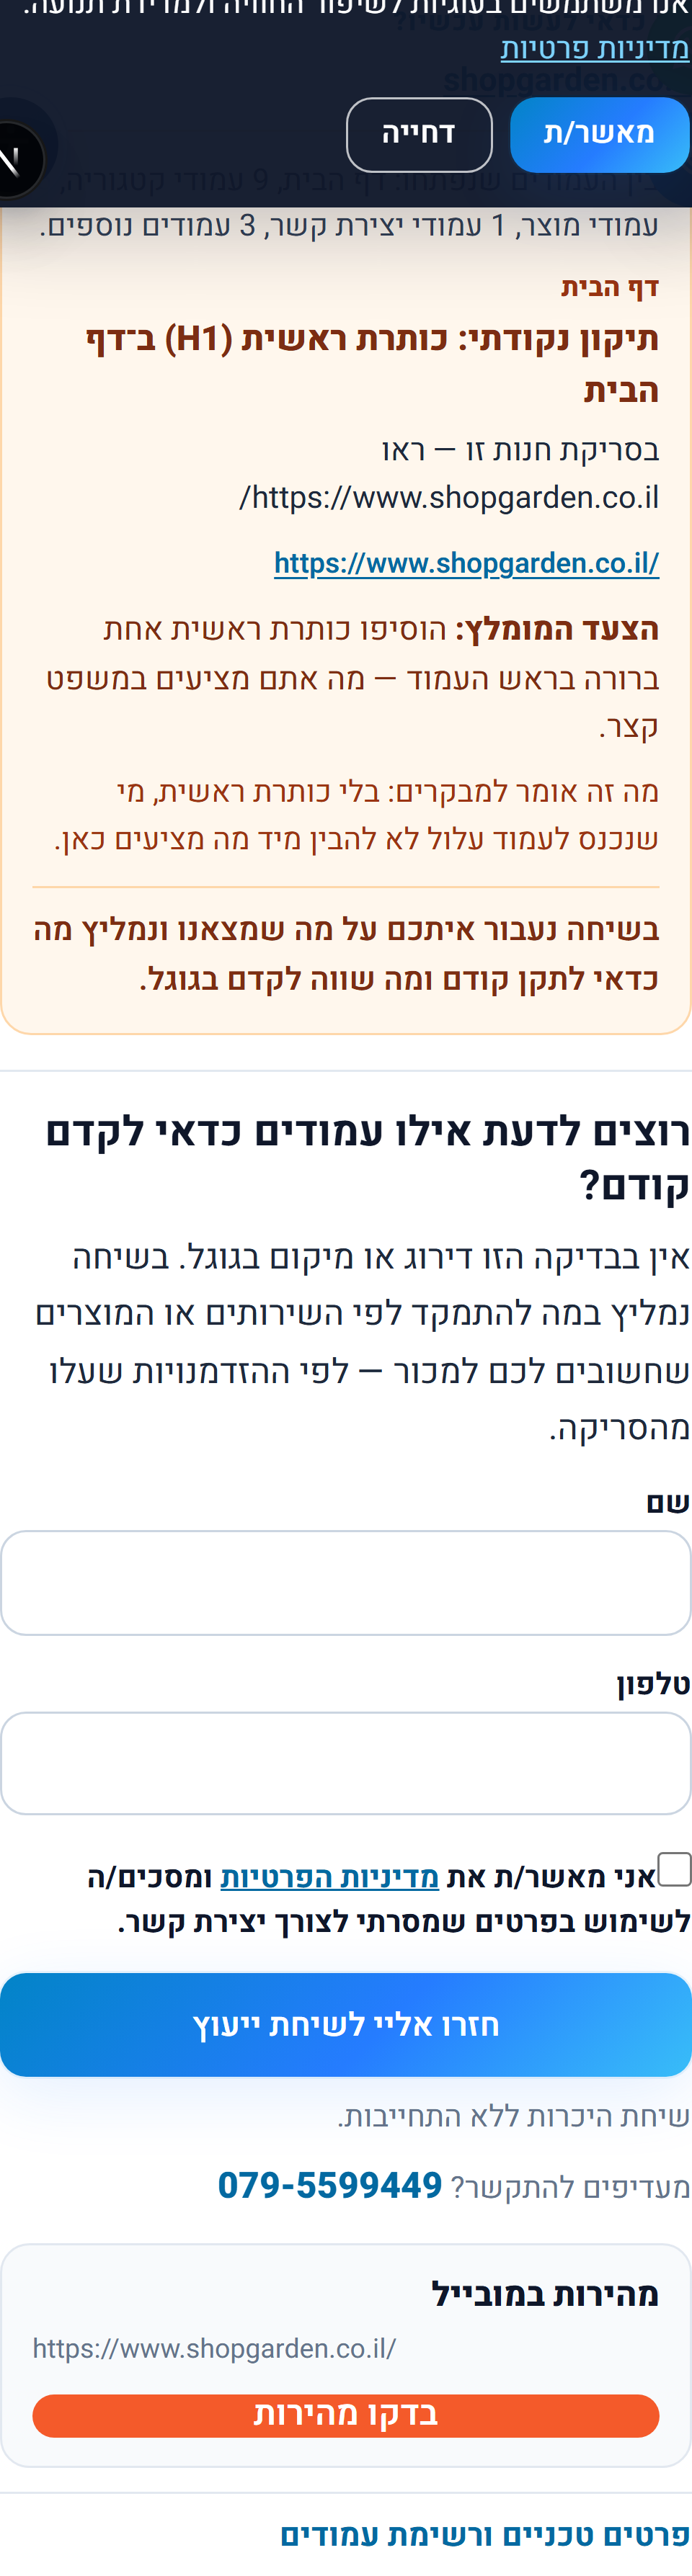 אנו משתמשים בעוגיות לשיפור החוויה ולמדידת תנועה.
מדיניות פרטיות
מאשר/ת
דחייה
עמודי מוצר, 1 עמודי יצירת קשר, 3 עמודים נוספים.
דף הבית
תיקון נקודתי: כותרת ראשית (H1) ב־דף
הבית
בסריקת חנות זו — ראו
https://www.shopgarden.co.il/
https://www.shopgarden.co.il/
הצעד המומלץ: הוסיפו כותרת ראשית אחת
ברורה בראש העמוד — מה אתם מציעים במשפט
קצר.
מה זה אומר למבקרים: בלי כותרת ראשית, מי
שנכנס לעמוד עלול לא להבין מיד מה מציעים כאן.
בשיחה נעבור איתכם על מה שמצאנו ונמליץ מה
כדאי לתקן קודם ומה שווה לקדם בגוגל.
רוצים לדעת אילו עמודים כדאי לקדם
קודם?
אין בבדיקה הזו דירוג או מיקום בגוגל. בשיחה
נמליץ במה להתמקד לפי השירותים או המוצרים
שחשובים לכם למכור — לפי ההזדמנויות שעלו
מהסריקה.
שם
טלפון
אני מאשר/ת את מדיניות הפרטיות ומסכים/ה
לשימוש בפרטים שמסרתי לצורך יצירת קשר.
חזרו אליי לשיחת ייעוץ
שיחת היכרות ללא התחייבות.
מעדיפים להתקשר? 079-5599449
מהירות במובייל
https://www.shopgarden.co.il/
בדקו מהירות
פרטים טכניים ורשימת עמודים